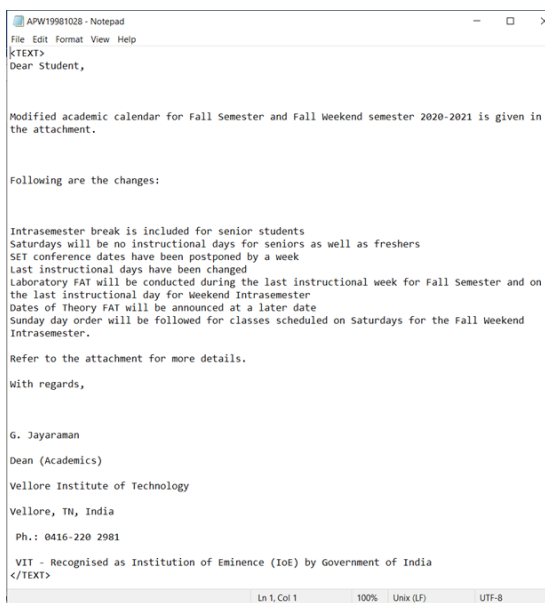 APW19981028 - Notepad
File Edit Format View Help
<TEXT>
Dear Student,
Modified academic calendar for Fall Semester and Fall Weekend semester 2020-2021 is given in
the attachment.
Following are the changes:
Intrasemester break is included for senior students
Saturdays will be no instructional days for seniors as well as freshers
SET conference dates have been postponed by a week
Last instructional days have been changed
Laboratory FAT will be conducted during the last instructional week for Fall Semester and on
the last instructional day for Weekend Intrasemester
Dates of Theory FAT will be announced at a later date
Sunday day order will be followed for classes scheduled on Saturdays for the Fall Weekend
Intrasemester.
Refer to the attachment for more details.
With regards,
G. Jayaraman
Dean (Academics)
Vellore Institute of Technology
Vellore, TN, India
Ph.: 0416-220 2981
VIT - Recognised as Institution of Eminence (IoE) by Government of India
</TEXT>
Ln 1, Col 1 100% Unix (LF) UTF-8